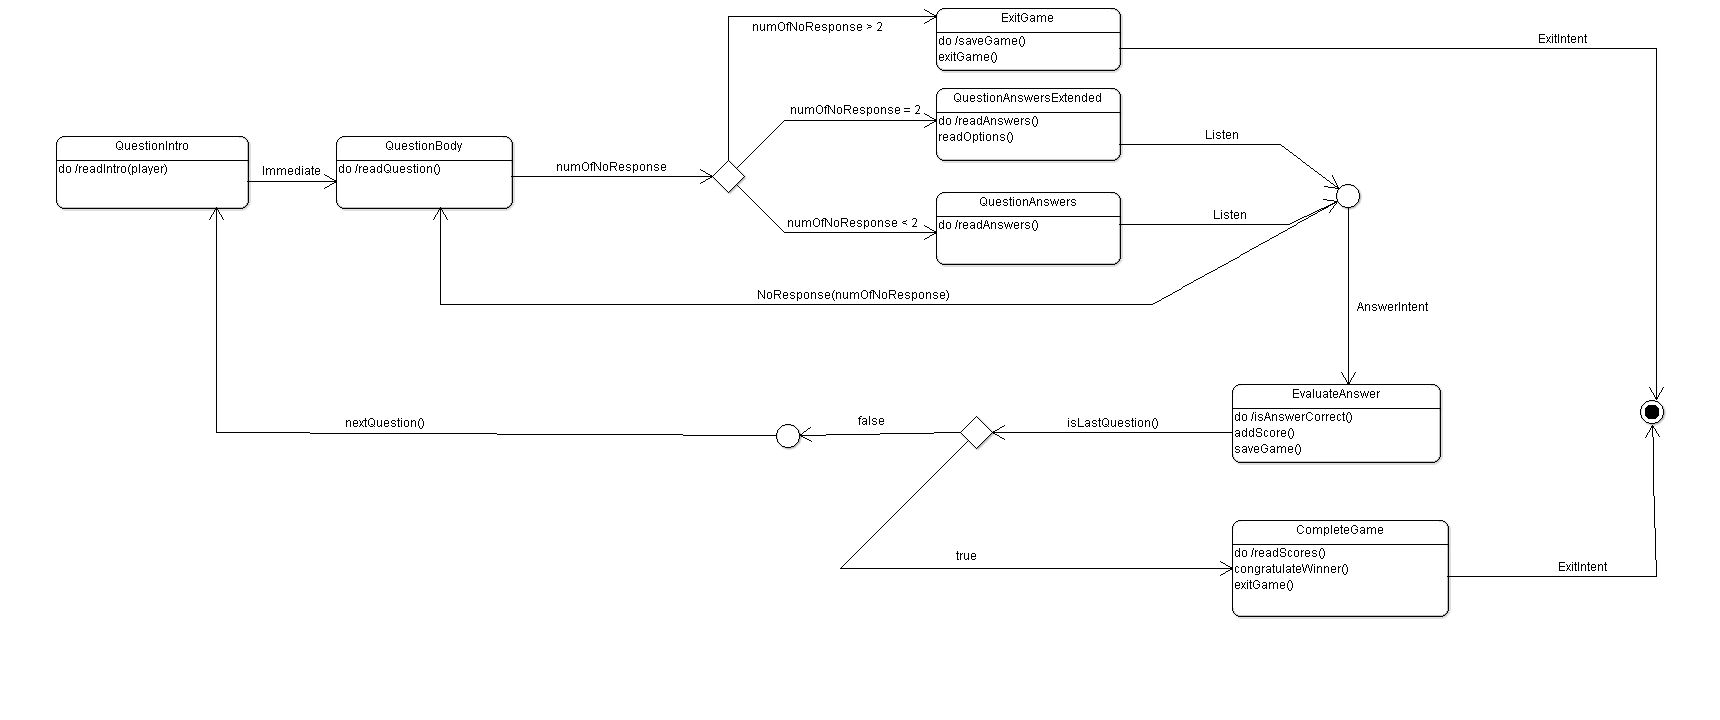 ExitGame
numOfNoResponse > 2
do /saveGame()
exitGame()
ExitIntent
QuestionAnswersExtended
numOfNoResponse = 2
do /readAnswers()
readOptions()
Listen
QuestionIntro
do /readIntro(player)
Immediate
QuestionBody
do /readQuestion()
numOfNoResponse
QuestionAnswers
numOfNoResponse < 2
do /readAnswers()
Listen
NoResponse(numOfNoResponse)
AnswerIntent
EvaluateAnswer
do /isAnswerCorrect()
addScore()
saveGame()
isLastQuestion()
false
nextQuestion()
true
CompleteGame
do /readScores()
congratulateWinner()
exitGame()
ExitIntent